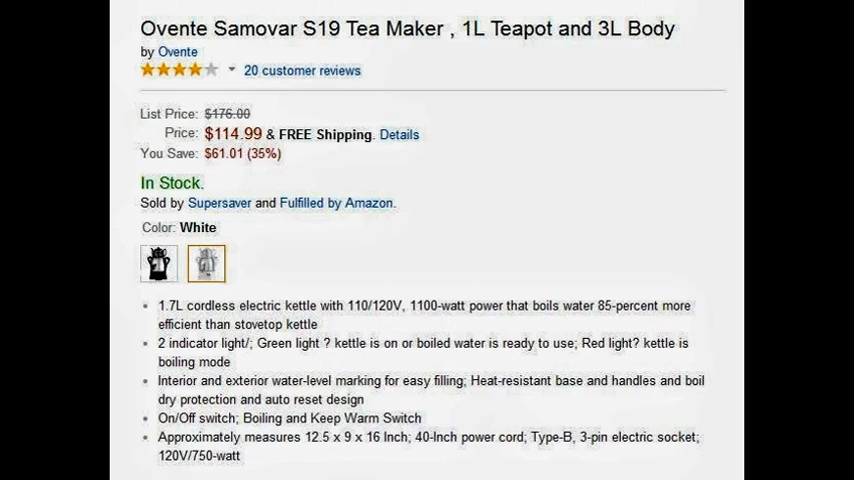 Ovente Samovar S19 Tea Maker , 1L Teapot and 3L Body
by Ovente
20 customer reviews
List Price: $176.00
Price: $114.99 & FREE Shipping. Details
You Save: $61.01 (35%)
In Stock.
Sold by Supersaver and Fulfilled by Amazon.
Color: White
• 1.7L cordless electric kettle with 110/120V, 1100-watt power that boils water 85-percent more
efficient than stovetop kettle
• 2 indicator light/; Green light ? kettle is on or boiled water is ready to use; Red light? kettle is
boiling mode
• Interior and exterior water-level marking for easy filling; Heat-resistant base and handles and boil
dry protection and auto reset design
• On/Off switch; Boiling and Keep Warm Switch
• Approximately measures 12.5 x 9 x 16 Inch; 40-Inch power cord; Type-B, 3-pin electric socket;
120V/750-watt